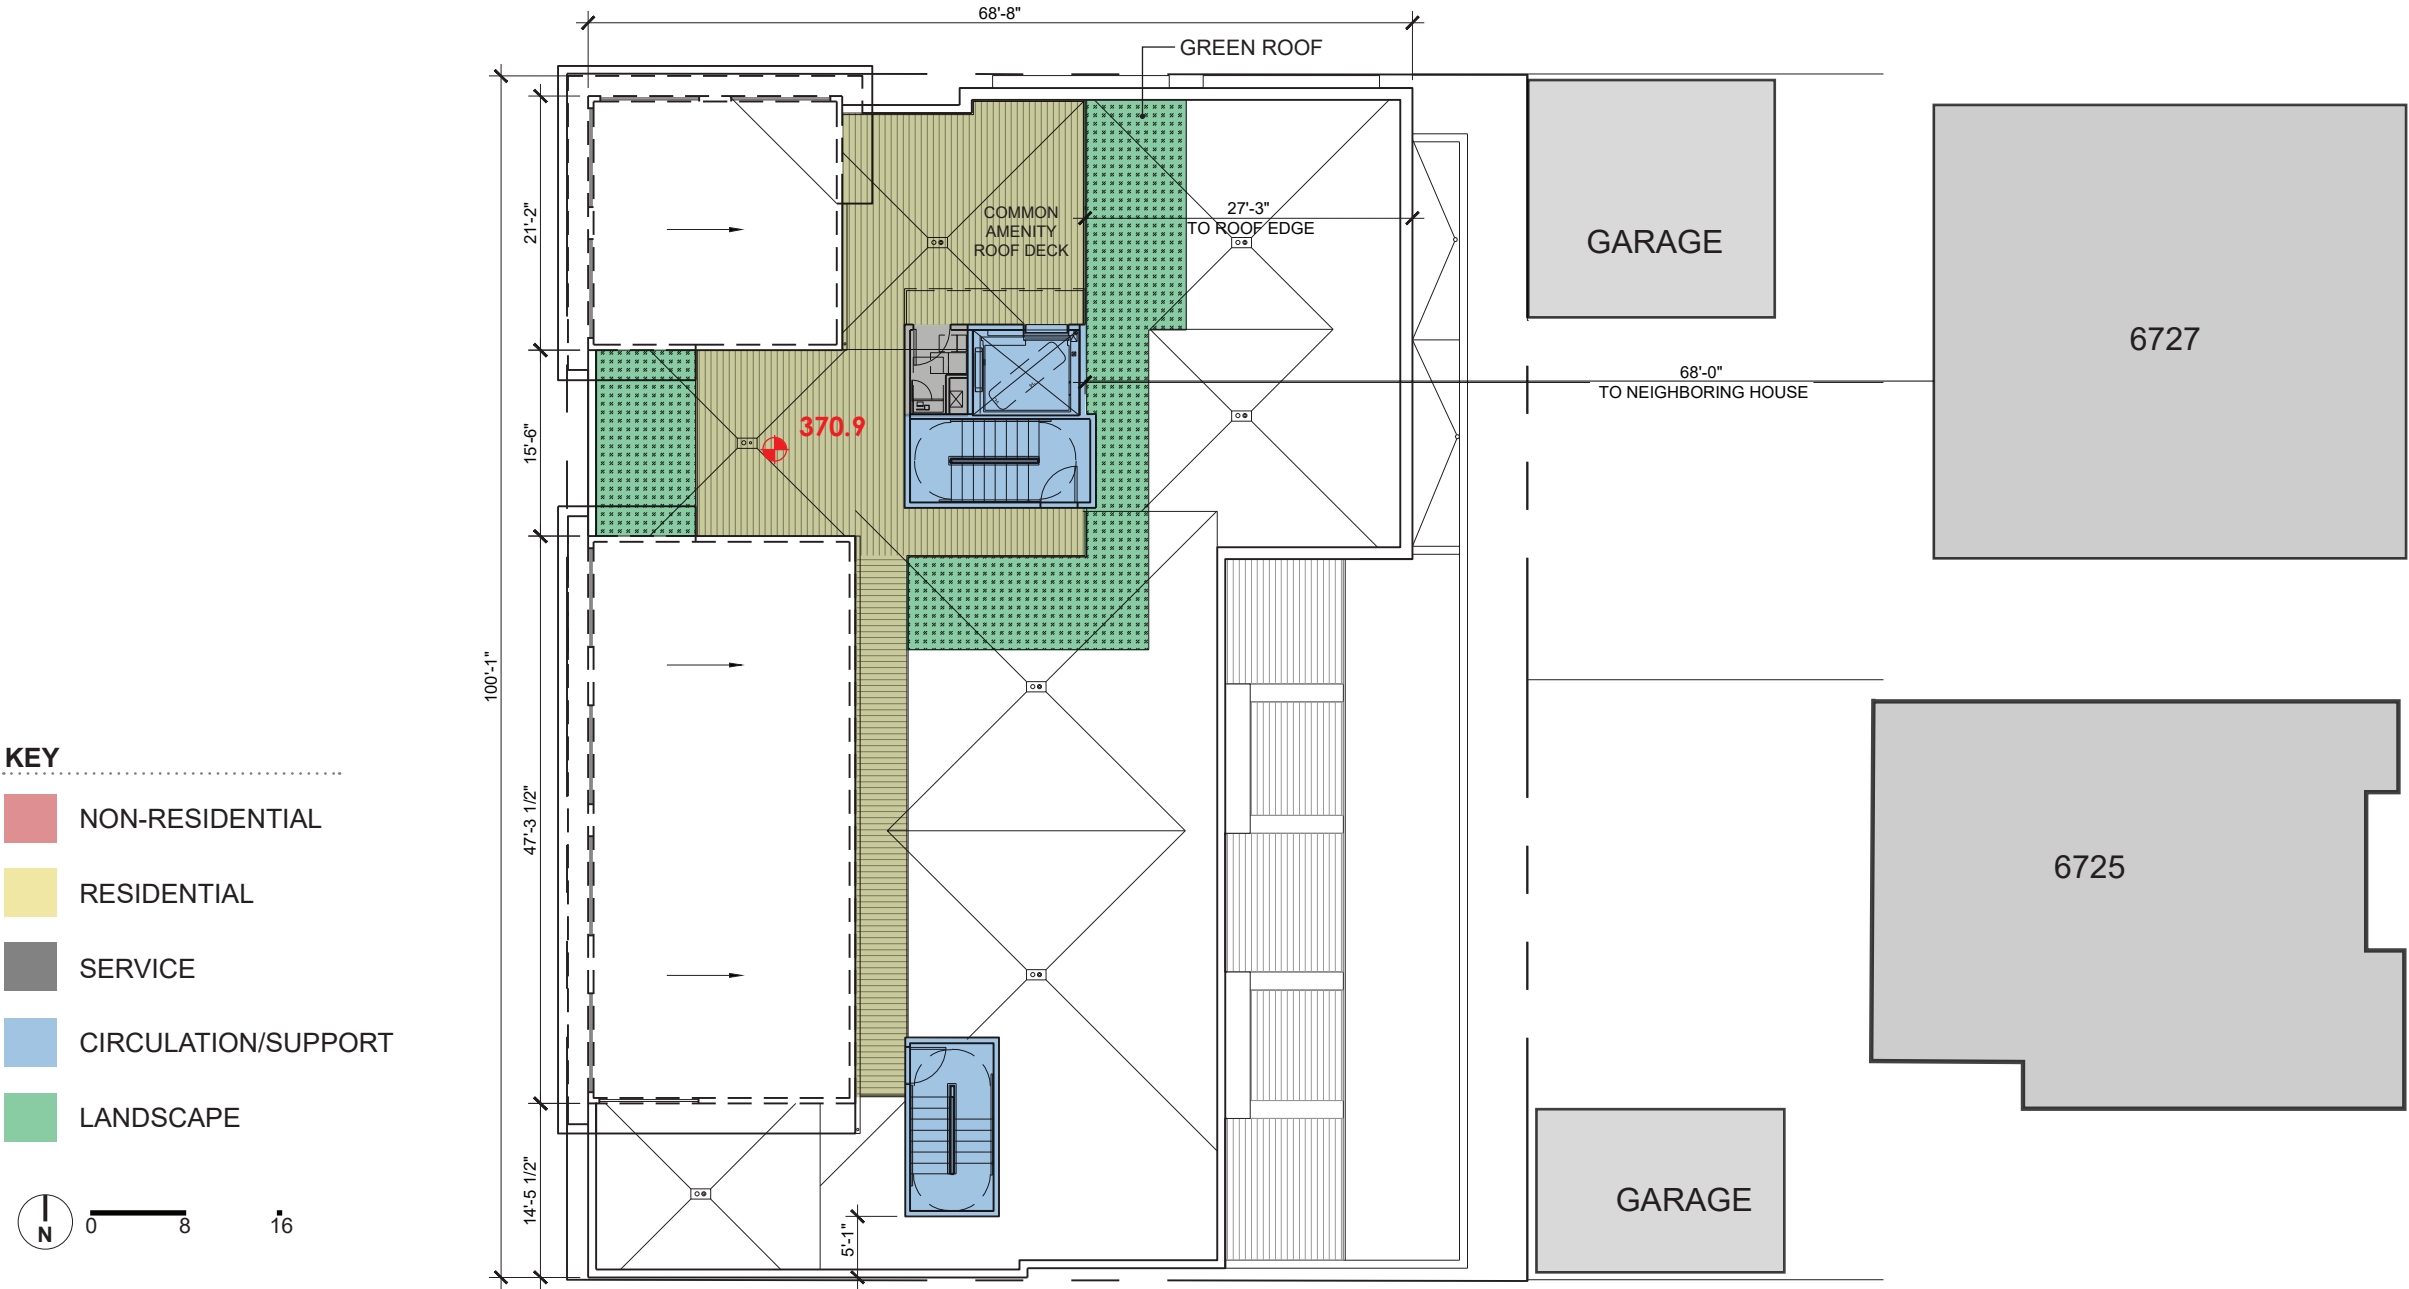 68'-8"
GREEN ROOF
21'-2"
COMMON
AMENITY
ROOF DECK
27'-3"
TO ROOF EDGE
GARAGE
6727
68'-0"
TO NEIGHBORING HOUSE
370.9
15'-6"
100'-1"
47'-3 1/2"
6725
KEY
NON-RESIDENTIAL
RESIDENTIAL
SERVICE
CIRCULATION/SUPPORT
LANDSCAPE
N
0 8 16
14'-5 1/2"
5'-1"
GARAGE